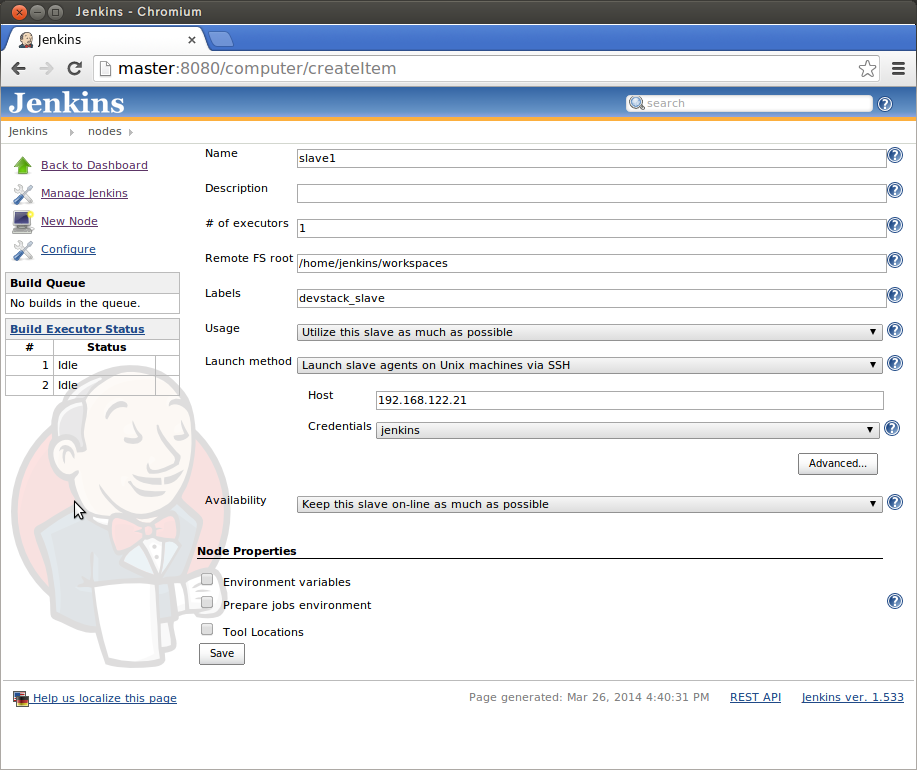 Jenkins - Chromium
Jenkins
master:8080/computer/createItem
Jenkins
search
Jenkins nodes
Back to Dashboard
Manage Jenkins
New Node
Configure
Build Queue
No builds in the queue.
Build Executor Status
# Status
1 Idle
2 Idle
Name slave1
Description
# of executors 1
Remote FS root /home/jenkins/workspaces
Labels devstack_slave
Usage Utilize this slave as much as possible
Launch method Launch slave agents on Unix machines via SSH
Host 192.168.122.21
Credentials jenkins
Advanced...
Availability Keep this slave on-line as much as possible
Node Properties
Environment variables
Prepare jobs environment
Tool Locations
Save
Help us localize this page
Page generated: Mar 26, 2014 4:40:31 PM REST API Jenkins ver. 1.533